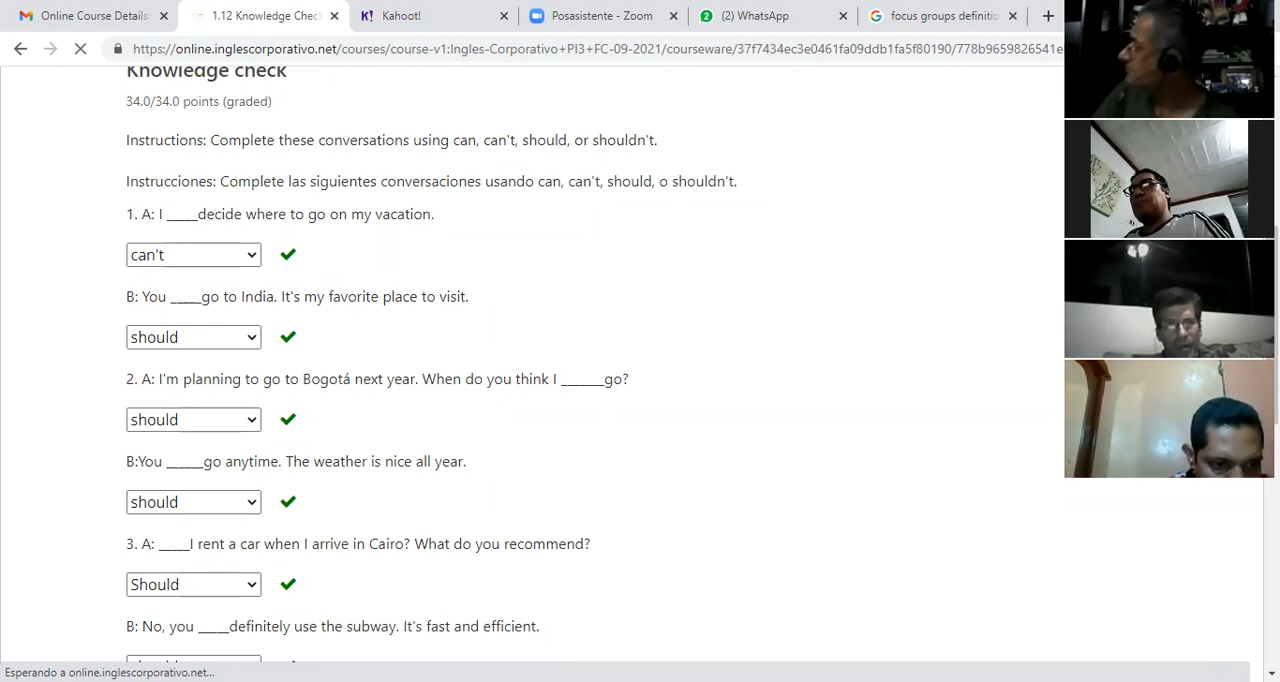 Online Course Details
1.12 Knowledge Chec
Kahoot!
Posasistente - Zoom
(2) WhatsApp
focus groups definitio
https://online.inglescorporativo.net/courses/course-v1:Ingles-Corporativo+PI3+FC-09-2021/courseware/37f7434ec3e0461fa09ddb1fa5f80190/778b9659826541e
Knowledge check
34.0/34.0 points (graded)
Instructions: Complete these conversations using can, can't, should, or shouldn't.
Instrucciones: Complete las siguientes conversaciones usando can, can't, should, o shouldn't.
1. A: I _____decide where to go on my vacation.
can't
B: You _____go to India. It's my favorite place to visit.
should
2. A: I'm planning to go to Bogotá next year. When do you think I _______go?
should
B:You ______go anytime. The weather is nice all year.
should
3. A: _____I rent a car when I arrive in Cairo? What do you recommend?
Should
B: No, you _____definitely use the subway. It's fast and efficient.
Esperando a online.inglescorporativo.net...